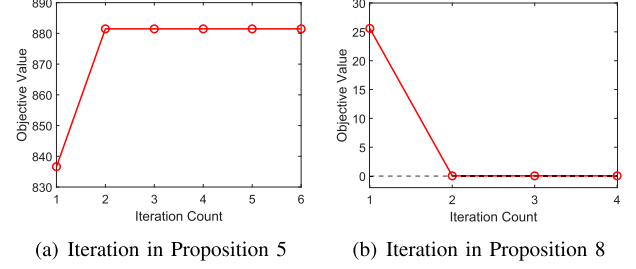 890
880
870
860
850
840
830
Objective Value
1 2 3 4 5 6
Iteration Count
(a) Iteration in Proposition 5
30
25
20
15
10
5
0
Objective Value
1 2 3 4
Iteration Count
(b) Iteration in Proposition 8